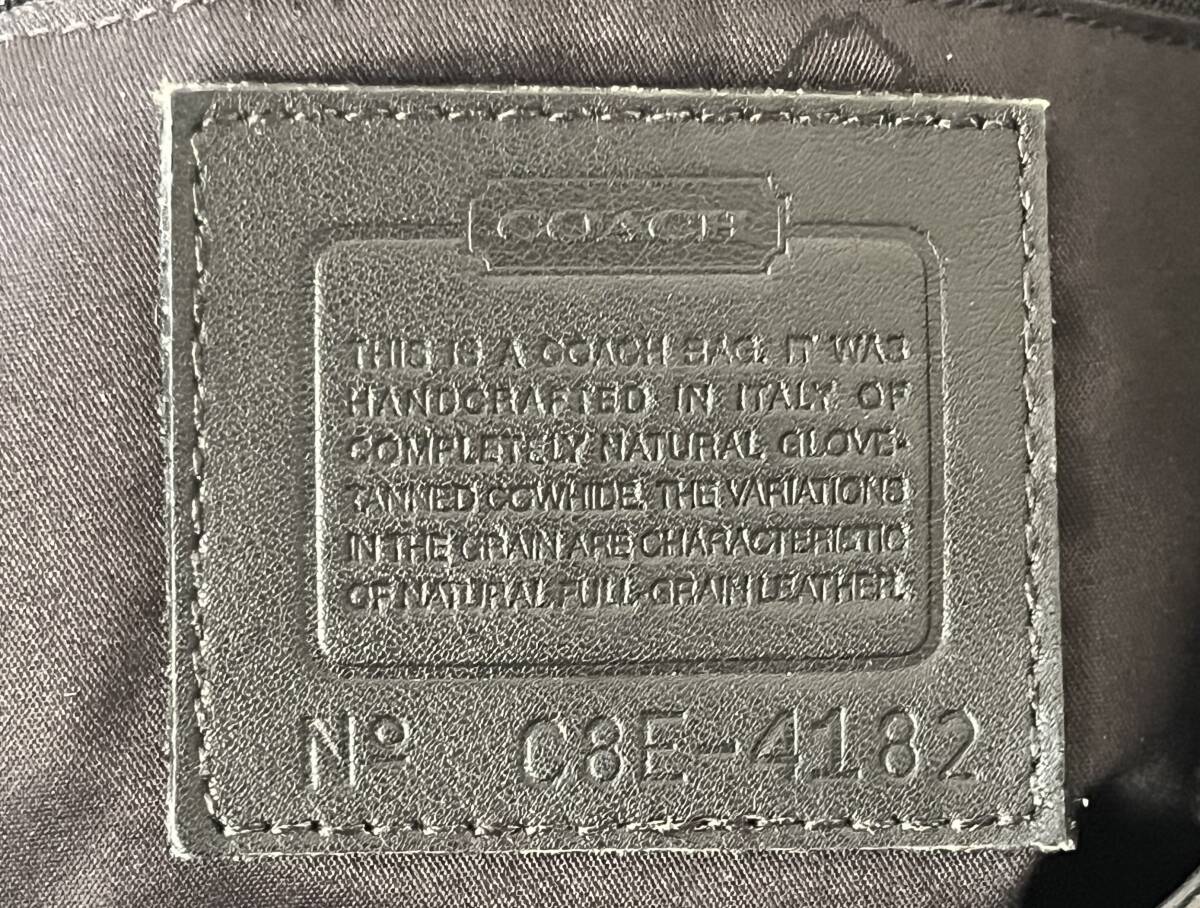 COACH
THIS IS A COACH BAG. IT WAS
HANDCRAFTED IN ITALY OF
COMPLETELY NATURAL GLOVE-
TANNED COWHIDE. THE VARIATIONS
IN THE GRAIN ARE CHARACTERISTIC
OF NATURAL FULL-GRAIN LEATHER.
Nº C8E-4182